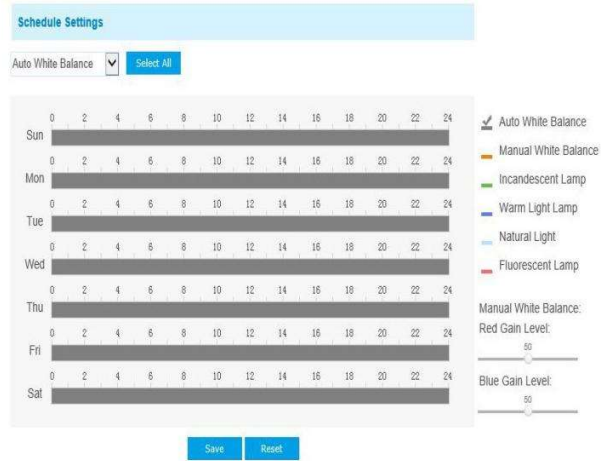 Schedule Settings
Auto White Balance Select All
0 2 4 6 8 10 12 14 16 18 20 22 24
Sun
0 2 4 6 8 10 12 14 16 18 20 22 24
Mon
0 2 4 6 8 10 12 14 16 18 20 22 24
Tue
0 2 4 6 8 10 12 14 16 18 20 22 24
Wed
0 2 4 6 8 10 12 14 16 18 20 22 24
Thu
0 2 4 6 8 10 12 14 16 18 20 22 24
Fri
0 2 4 6 8 10 12 14 16 18 20 22 24
Sat
Auto White Balance
Manual White Balance
Incandescent Lamp
Warm Light Lamp
Natural Light
Fluorescent Lamp
Manual White Balance:
Red Gain Level:
50
Blue Gain Level:
50
Save Reset